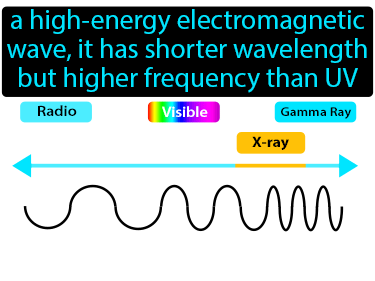 a high-energy electromagnetic
wave, it has shorter wavelength
but higher frequency than UV
Radio
Visible
Gamma Ray
X-ray